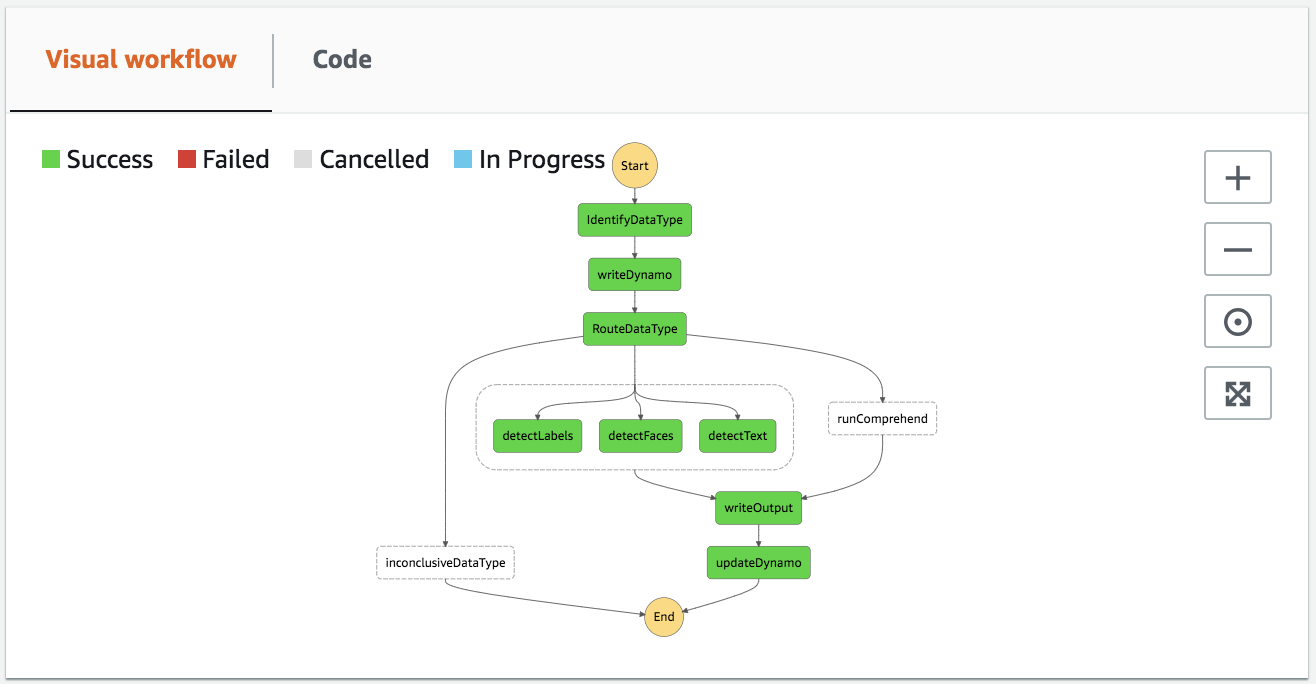 Visual workflow
Code
Success
Failed
Cancelled
In Progress
Start
IdentifyDataType
writeDynamo
RouteDataType
runComprehend
detectLabels
detectFaces
detectText
writeOutput
inconclusiveDataType
updateDynamo
End